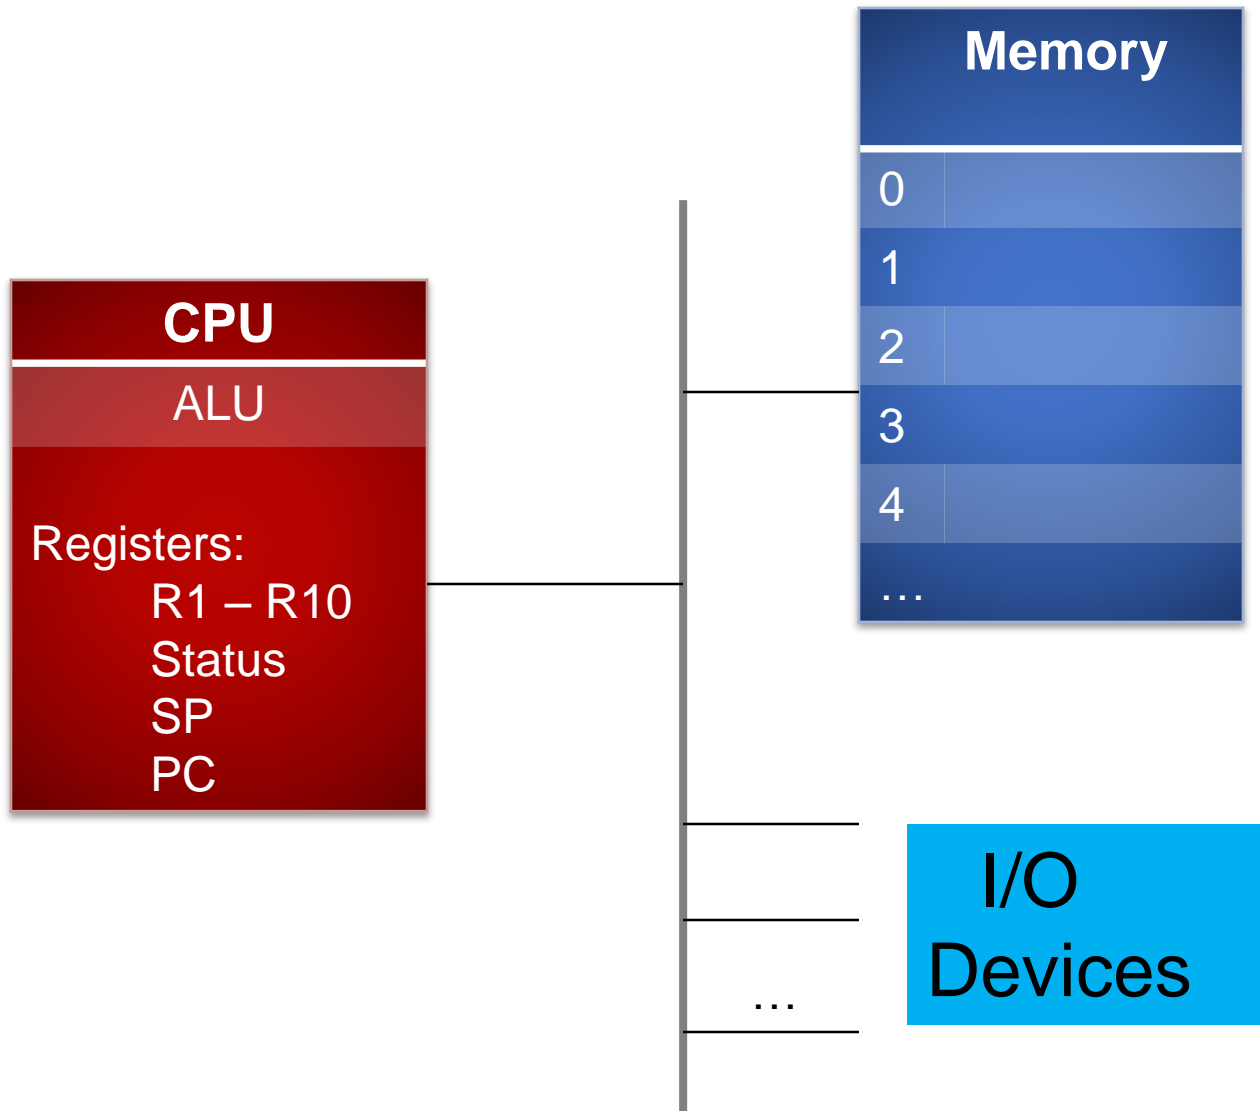 Memory
0
1
2
3
4
…
CPU
ALU
Registers:
R1 – R10
Status
SP
PC
I/O
Devices
…